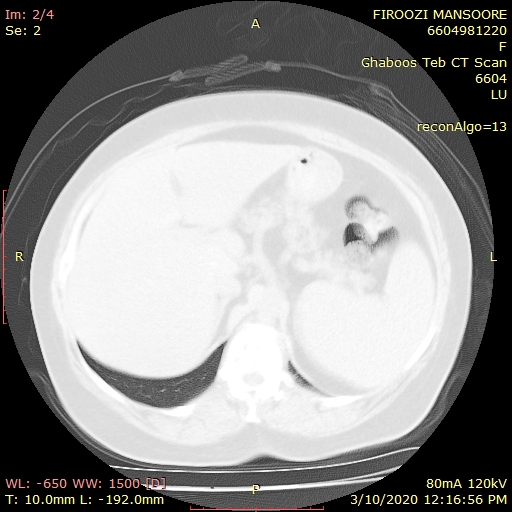 Im: 2/4
Se: 2
A
FIROOZI MANSOORE
6604981220
F
Ghaboos Teb CT Scan
6604
LU
reconAlgo=13
R
L
WL: -650 WW: 1500 [D]
T: 10.0mm L: -192.0mm
P
80mA 120kV
3/10/2020 12:16:56 PM